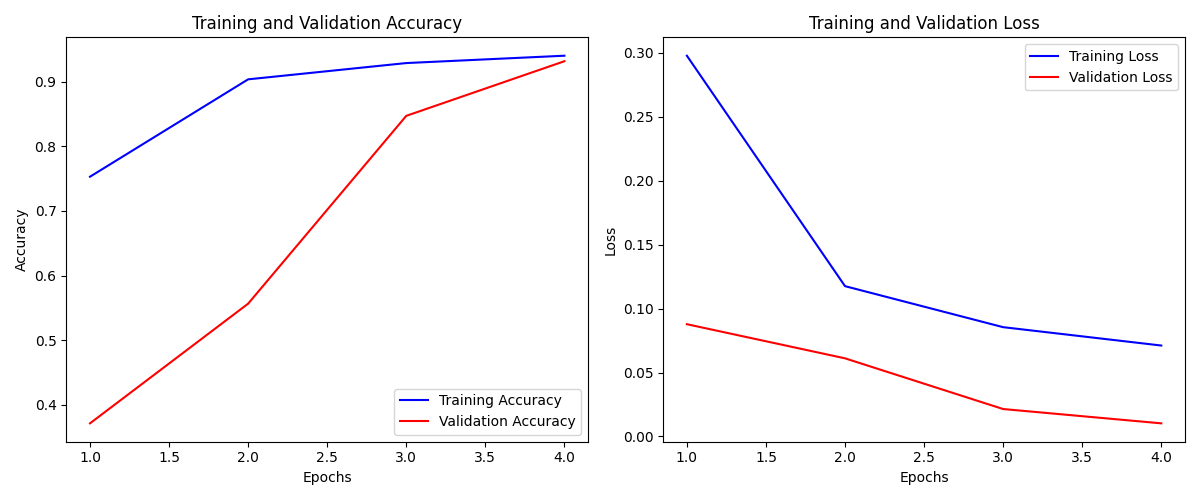 Training and Validation Accuracy
Accuracy
0.9
0.8
0.7
0.6
0.5
0.4
Training Accuracy
Validation Accuracy
1.0 1.5 2.0 2.5 3.0 3.5 4.0
Epochs
Training and Validation Loss
Loss
0.30
0.25
0.20
0.15
0.10
0.05
0.00
Training Loss
Validation Loss
1.0 1.5 2.0 2.5 3.0 3.5 4.0
Epochs